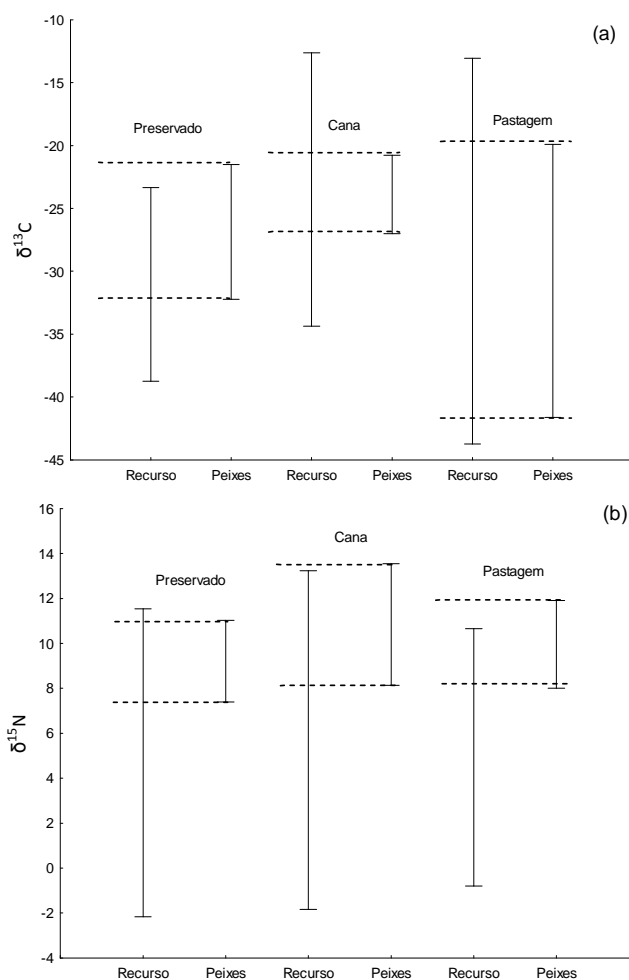 (a)
-10
-15
-20
-25
-30
-35
-40
-45
δ13C
Preservado
Cana
Pastagem
Recurso Peixes Recurso Peixes Recurso Peixes
(b)
16
14
12
10
8
6
4
2
0
-2
-4
δ15N
Preservado
Cana
Pastagem
Recurso Peixes Recurso Peixes Recurso Peixes